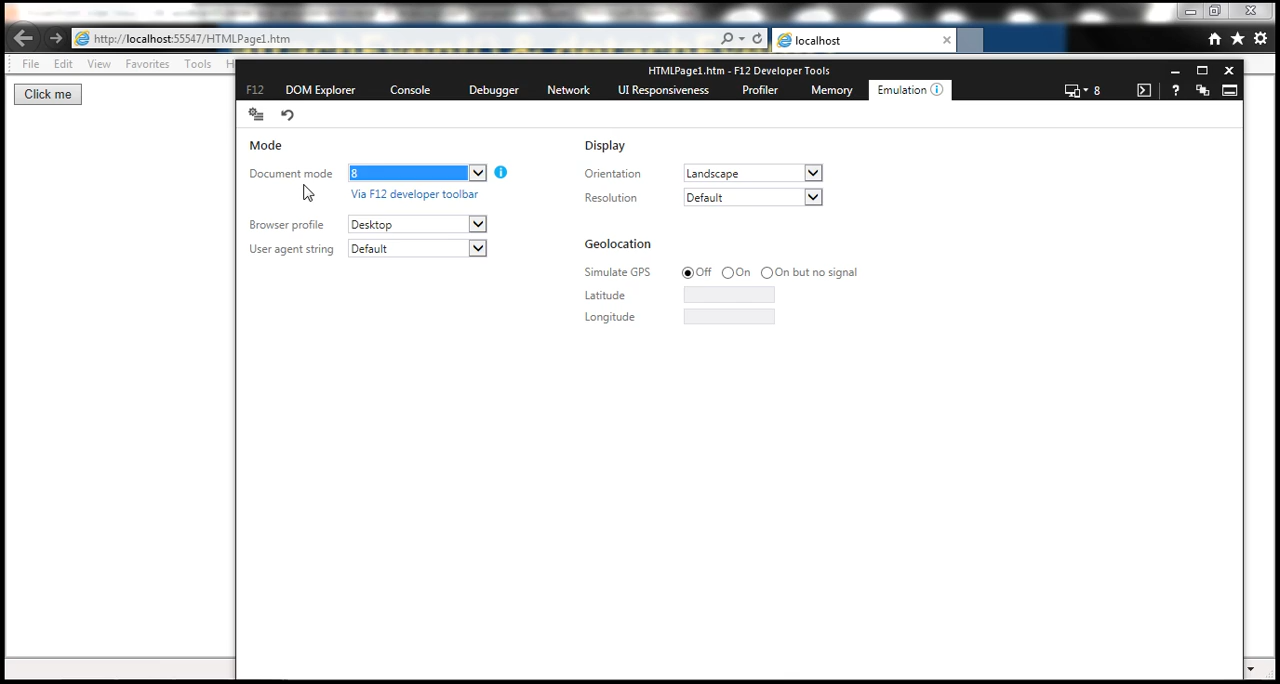 http://localhost:55547/HTMLPage1.htm
localhost
File Edit View Favorites Tools H
Click me
HTMLPage1.htm - F12 Developer Tools
F12 DOM Explorer Console Debugger Network UI Responsiveness Profiler Memory Emulation 8
Mode
Document mode 8
Via F12 developer toolbar
Browser profile Desktop
User agent string Default
Display
Orientation Landscape
Resolution Default
Geolocation
Simulate GPS Off On On but no signal
Latitude
Longitude